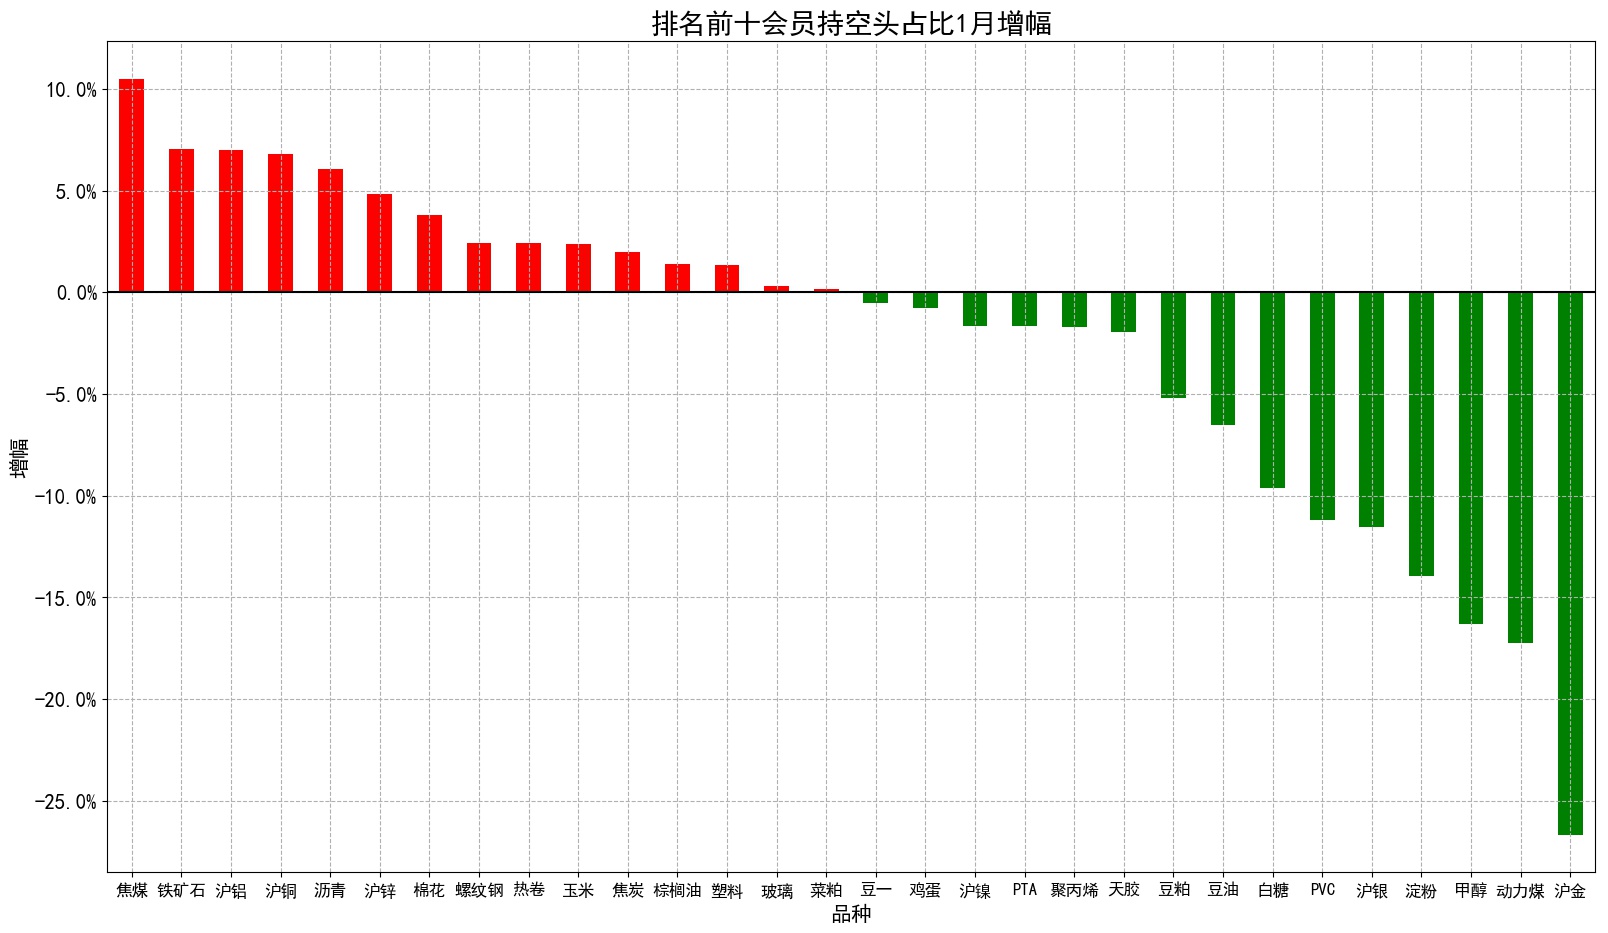 排名前十会员持空头占比1月增幅
10.0%
5.0%
0.0%
−5.0%
−10.0%
−15.0%
−20.0%
−25.0%
增幅
焦煤 铁矿石 沪铝 沪铜 沥青 沪锌 棉花 螺纹钢 热卷 玉米 焦炭 棕榈油 塑料 玻璃 菜粕 豆一 鸡蛋 沪镍 PTA 聚丙烯 天胶 豆粕 豆油 白糖 PVC 沪银 淀粉 甲醇 动力煤 沪金
品种